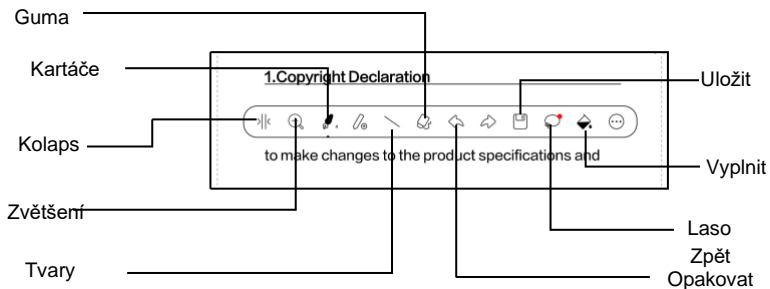 Guma
Kartáče
Kolaps
Zvětšení
Tvary
1.Copyright Declaration
to make changes to the product specifications and
Uložit
Vyplnit
Laso
Zpět
Opakovat